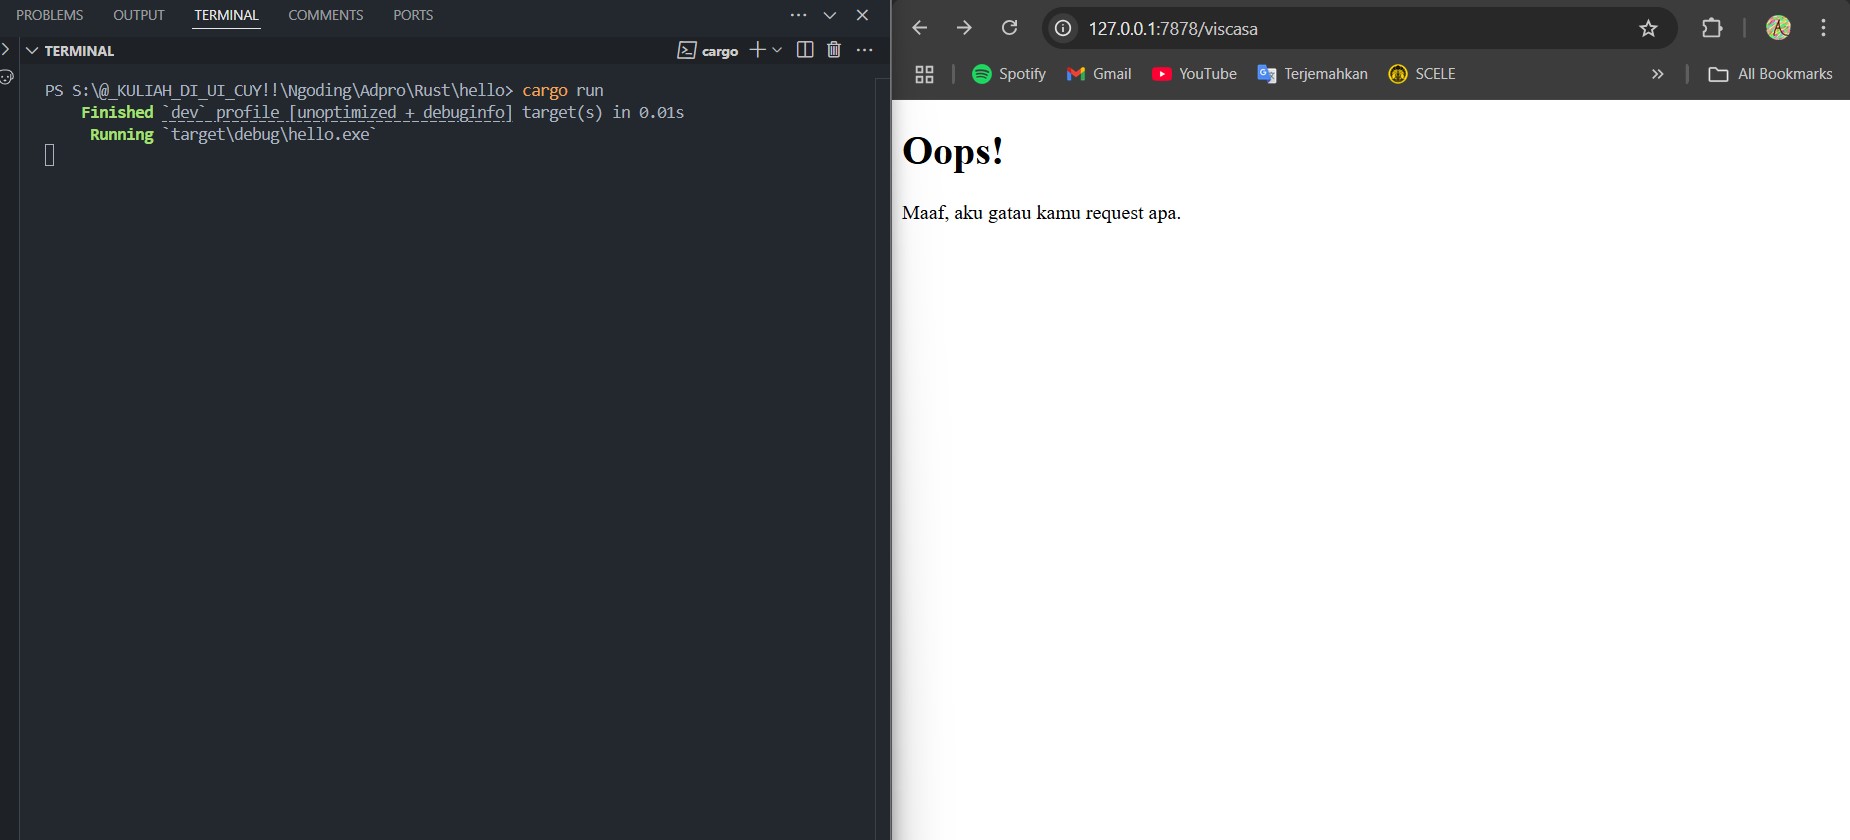 PROBLEMS OUTPUT TERMINAL COMMENTS PORTS
TERMINAL
cargo
PS S:\@_KULIAH_DI_UI_CUY!!\Ngoding\Adpro\Rust\hello> cargo run
Finished `dev` profile [unoptimized + debuginfo] target(s) in 0.01s
Running `target\debug\hello.exe`
127.0.0.1:7878/viscasa
Spotify Gmail YouTube Terjemahkan SCELE All Bookmarks
Oops!
Maaf, aku gatau kamu request apa.